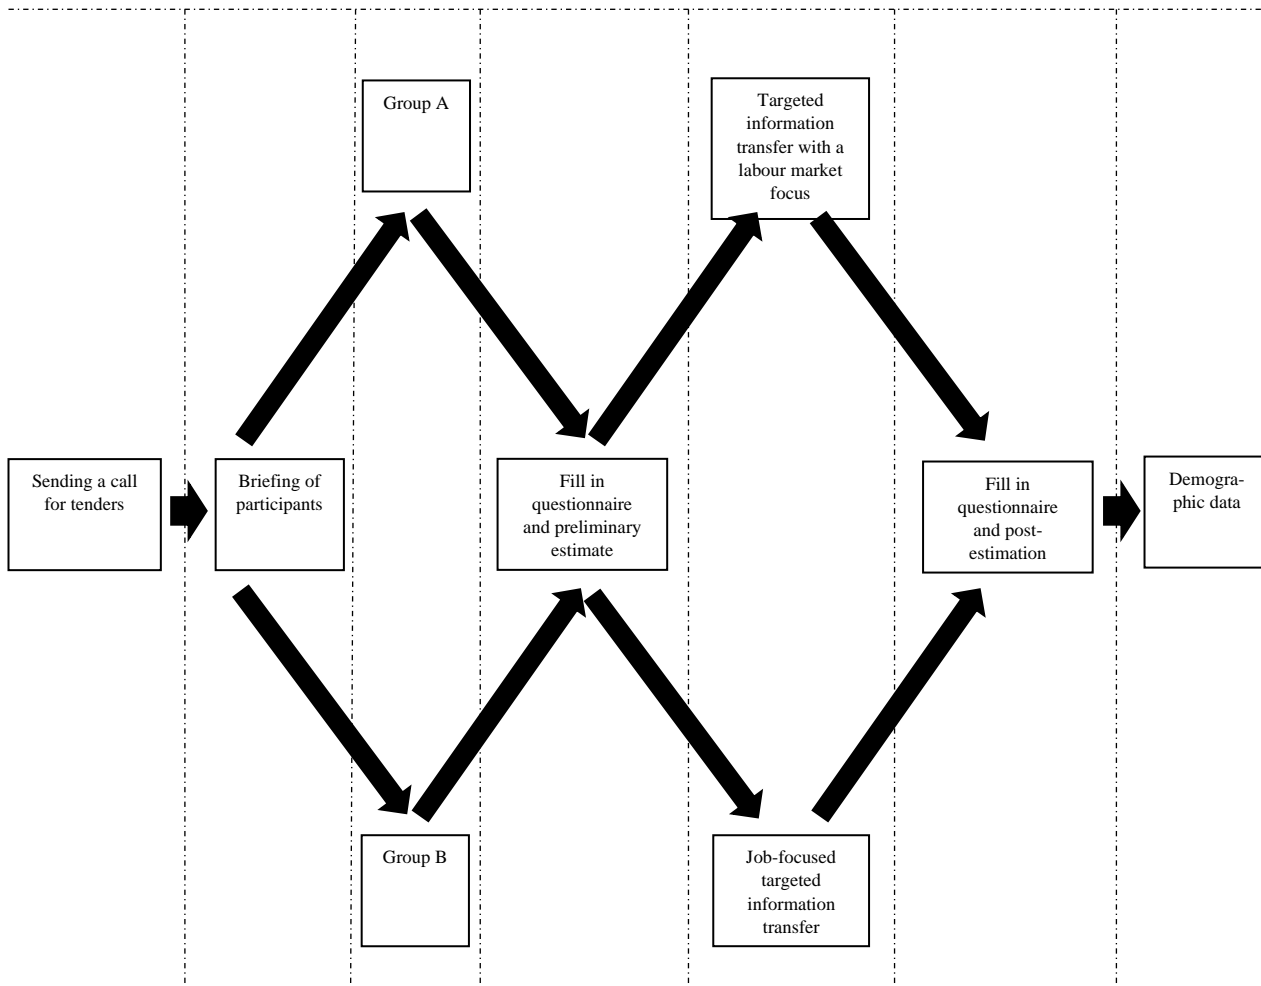 Group A
Targeted
information
transfer with a
labour market
focus
Sending a call
for tenders
Briefing of
participants
Fill in
questionnaire
and preliminary
estimate
Fill in
questionnaire
and post-
estimation
Demogra-
phic data
Group B
Job-focused
targeted
information
transfer